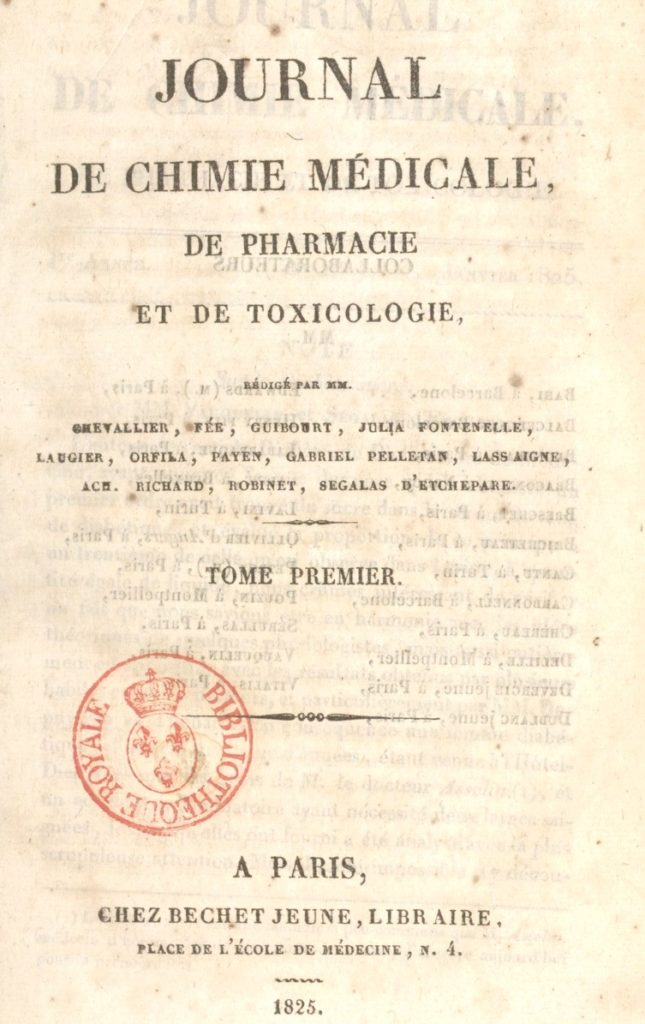 JOURNAL
DE CHIMIE MÉDICALE,
DE PHARMACIE
ET DE TOXICOLOGIE,
RÉDIGÉ PAR MM.
CHEVALLIER, FÉE, GUIBOURT, JULIA FONTENELLE,
LAUGIER, ORFILA, PAYEN, GABRIEL PELLETAN, LASSAIGNE,
ACH. RICHARD, ROBINET, SEGALAS D'ETCHEPARE.
TOME PREMIER.
BIBLIOTHEQUE ROYALE
A PARIS,
CHEZ BECHET JEUNE, LIBRAIRE,
PLACE DE L'ÉCOLE DE MÉDECINE, N. 4.
1825.